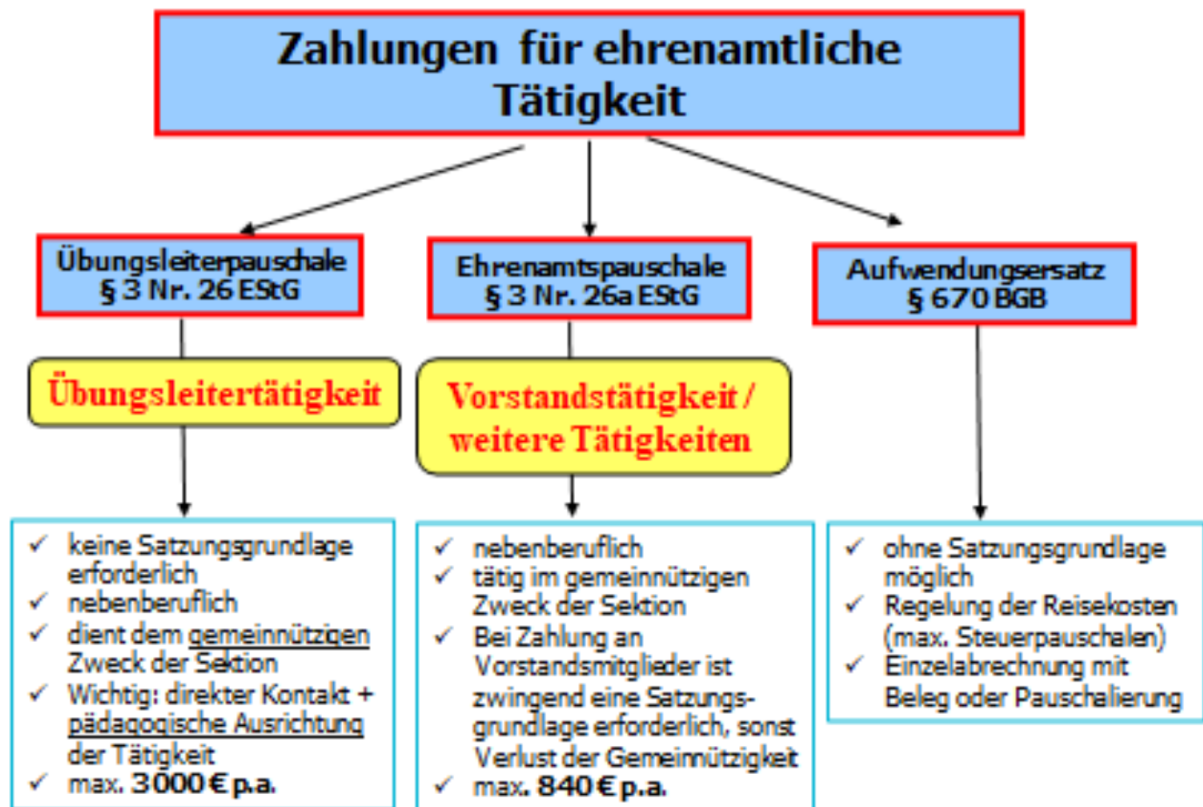 Zahlungen für ehrenamtliche
Tätigkeit
Übungsleiterpauschale
§ 3 Nr. 26 EStG
Ehrenamtspauschale
§ 3 Nr. 26a EStG
Aufwendungsersatz
§ 670 BGB
Übungsleitertätigkeit
Vorstandstätigkeit /
weitere Tätigkeiten
✓ keine Satzungsgrundlage
erforderlich
✓ nebenberuflich
✓ dient dem gemeinnützigen
Zweck der Sektion
✓ Wichtig: direkter Kontakt +
pädagogische Ausrichtung
der Tätigkeit
✓ max. 3000 € p.a.
✓ nebenberuflich
✓ tätig im gemeinnützigen
Zweck der Sektion
✓ Bei Zahlung an
Vorstandsmitglieder ist
zwingend eine Satzungs-
grundlage erforderlich, sonst
Verlust der Gemeinnützigkeit
✓ max. 840 € p.a.
✓ ohne Satzungsgrundlage
möglich
✓ Regelung der Reisekosten
(max. Steuerpauschalen)
✓ Einzelabrechnung mit
Beleg oder Pauschalierung